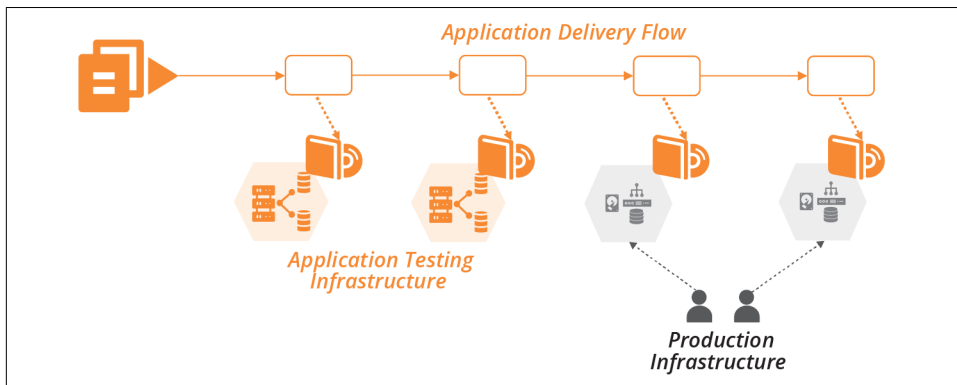 Application Delivery Flow
Application Testing
Infrastructure
Production
Infrastructure